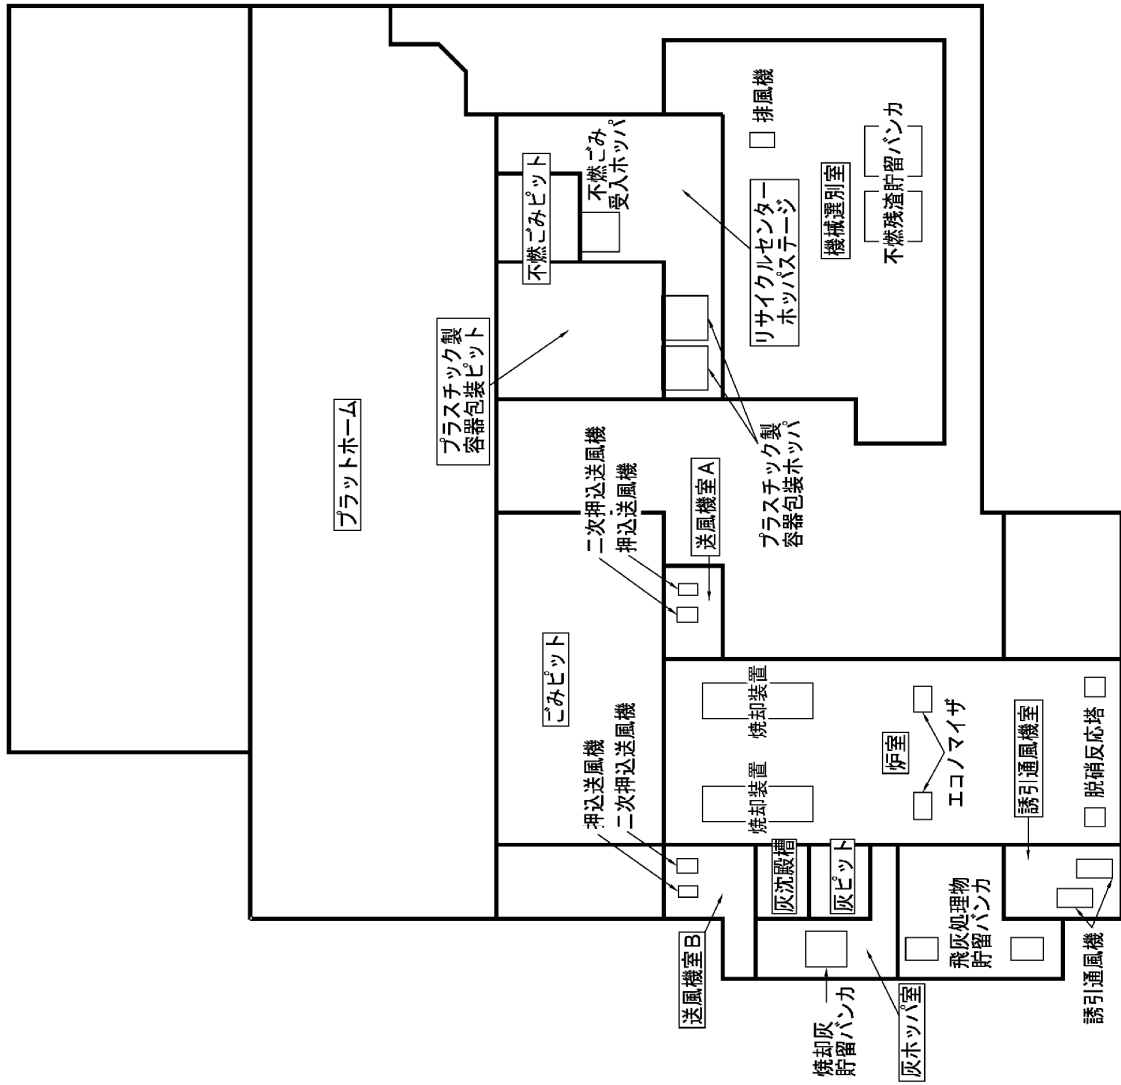 プラットホーム
プラスチック製
容器包装ピット
不燃ごみピット
不燃ごみ
受入ホッパ
排風機
リサイクルセンター
ホッパステージ
機械選別室
不燃残渣貯留バンカ
プラスチック製
容器包装ホッパ
二次押込送風機
押込送風機
送風機室A
ごみピット
押込送風機
二次押込送風機
焼却装置
焼却装置
炉室
エコノマイザ
脱硝反応塔
誘引通風機室
灰沈殿槽
灰ピット
飛灰処理物
貯留バンカ
送風機室B
焼却灰
貯留バンカ
灰ホッパ室
誘引通風機